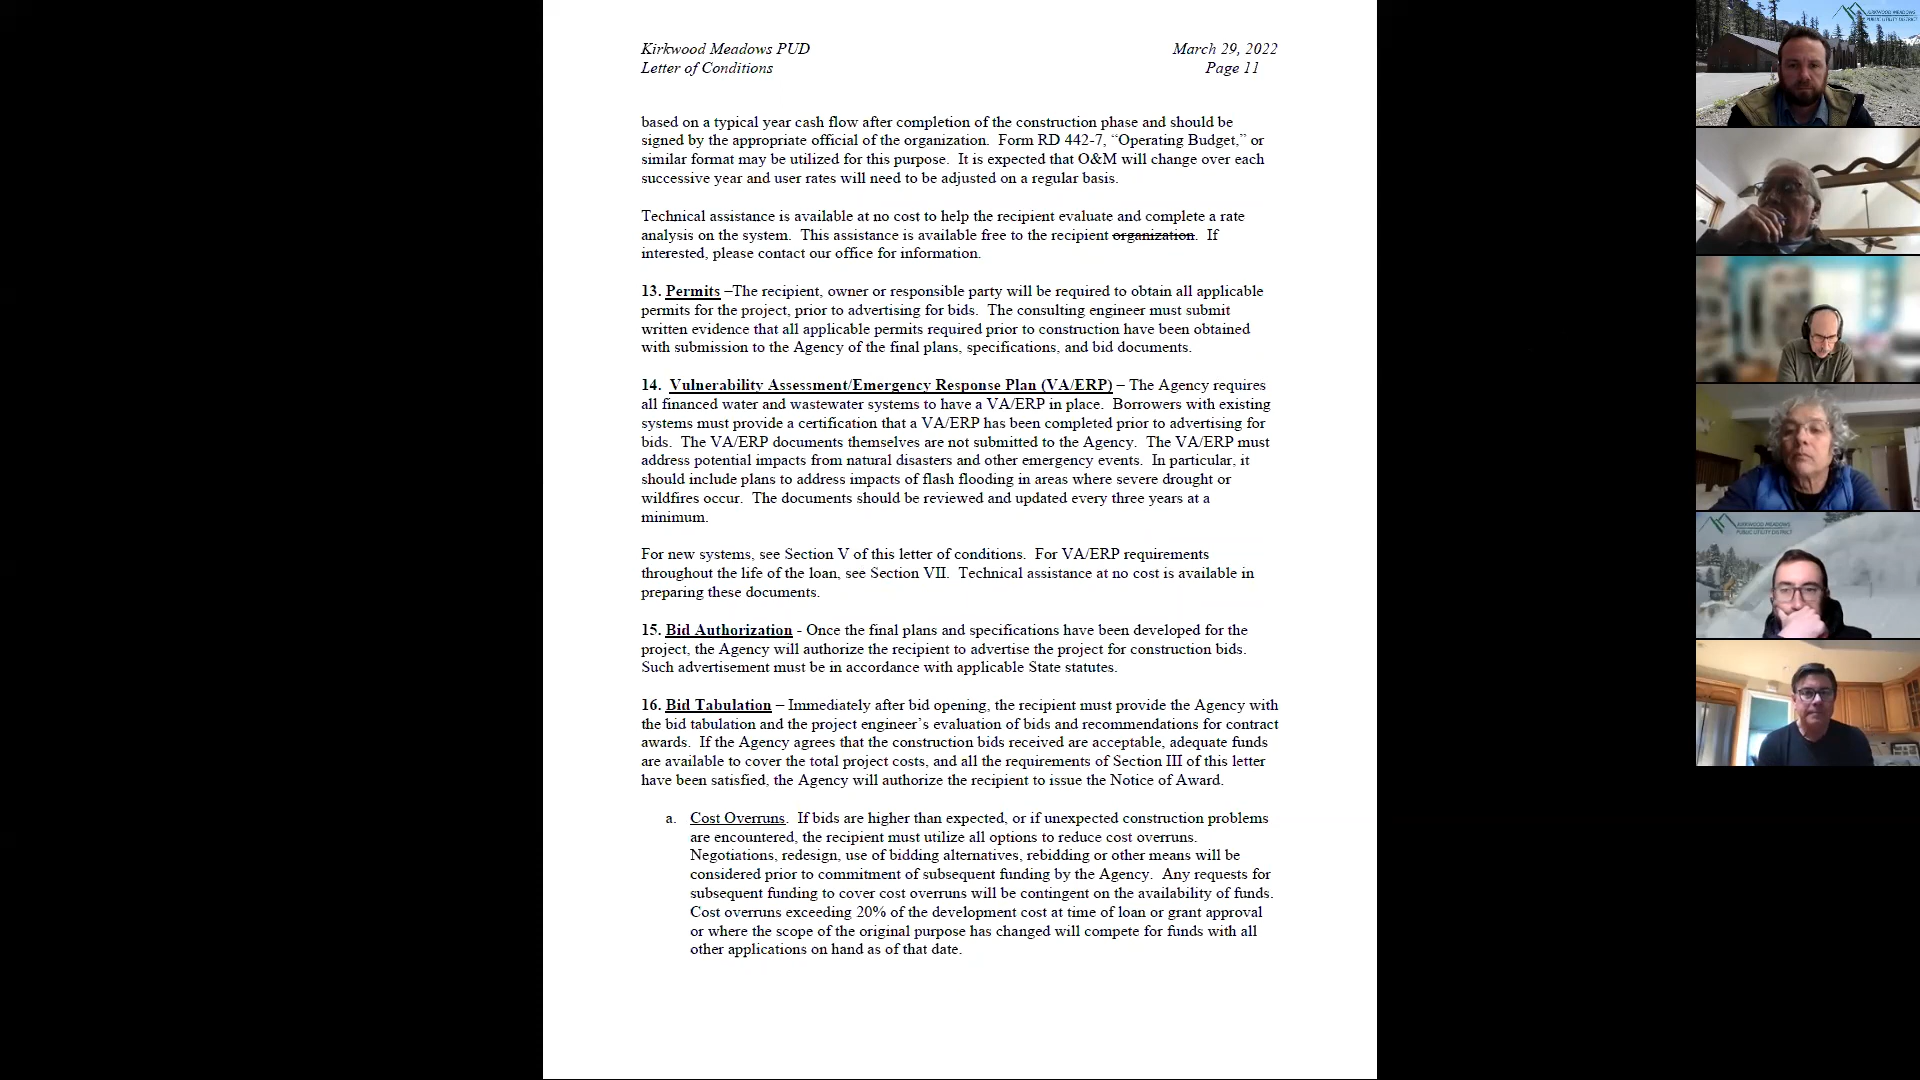 Kirkwood Meadows PUD
March 29, 2022
Letter of Conditions
Page 11
based on a typical year cash flow after completion of the construction phase and should be
signed by the appropriate official of the organization.  Form RD 442-7, “Operating Budget,” or
similar format may be utilized for this purpose.  It is expected that O&M will change over each
successive year and user rates will need to be adjusted on a regular basis.
Technical assistance is available at no cost to help the recipient evaluate and complete a rate
analysis on the system.  This assistance is available free to the recipient organization.  If
interested, please contact our office for information.
13. Permits –The recipient, owner or responsible party will be required to obtain all applicable
permits for the project, prior to advertising for bids.  The consulting engineer must submit
written evidence that all applicable permits required prior to construction have been obtained
with submission to the Agency of the final plans, specifications, and bid documents.
14.  Vulnerability Assessment/Emergency Response Plan (VA/ERP) – The Agency requires
all financed water and wastewater systems to have a VA/ERP in place.  Borrowers with existing
systems must provide a certification that a VA/ERP has been completed prior to advertising for
bids.  The VA/ERP documents themselves are not submitted to the Agency.  The VA/ERP must
address potential impacts from natural disasters and other emergency events.  In particular, it
should include plans to address impacts of flash flooding in areas where severe drought or
wildfires occur.  The documents should be reviewed and updated every three years at a
minimum.
For new systems, see Section V of this letter of conditions.  For VA/ERP requirements
throughout the life of the loan, see Section VII.  Technical assistance at no cost is available in
preparing these documents.
15. Bid Authorization - Once the final plans and specifications have been developed for the
project, the Agency will authorize the recipient to advertise the project for construction bids.
Such advertisement must be in accordance with applicable State statutes.
16. Bid Tabulation – Immediately after bid opening, the recipient must provide the Agency with
the bid tabulation and the project engineer’s evaluation of bids and recommendations for contract
awards.  If the Agency agrees that the construction bids received are acceptable, adequate funds
are available to cover the total project costs, and all the requirements of Section III of this letter
have been satisfied, the Agency will authorize the recipient to issue the Notice of Award.
a.  Cost Overruns.  If bids are higher than expected, or if unexpected construction problems
are encountered, the recipient must utilize all options to reduce cost overruns.
Negotiations, redesign, use of bidding alternatives, rebidding or other means will be
considered prior to commitment of subsequent funding by the Agency.  Any requests for
subsequent funding to cover cost overruns will be contingent on the availability of funds.
Cost overruns exceeding 20% of the development cost at time of loan or grant approval
or where the scope of the original purpose has changed will compete for funds with all
other applications on hand as of that date.
KIRKWOOD MEADOWS
PUBLIC UTILITY DISTRICT
KIRKWOOD MEADOWS
PUBLIC UTILITY DISTRICT